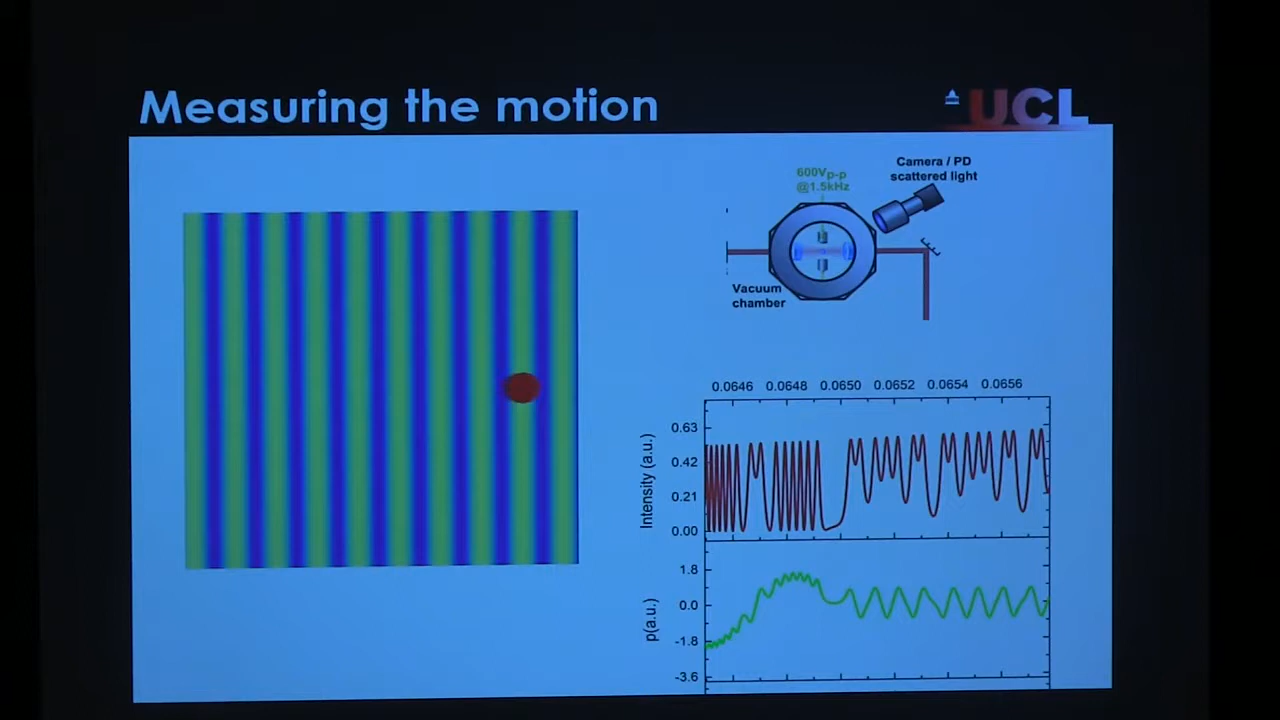 Measuring the motion
UCL
600Vp-p
@1.5kHz
Camera / PD
scattered light
Vacuum
chamber
0.0646 0.0648 0.0650 0.0652 0.0654 0.0656
Intensity (a.u.)
0.63
0.42
0.21
0.00
p(a.u.)
1.8
0.0
-1.8
-3.6